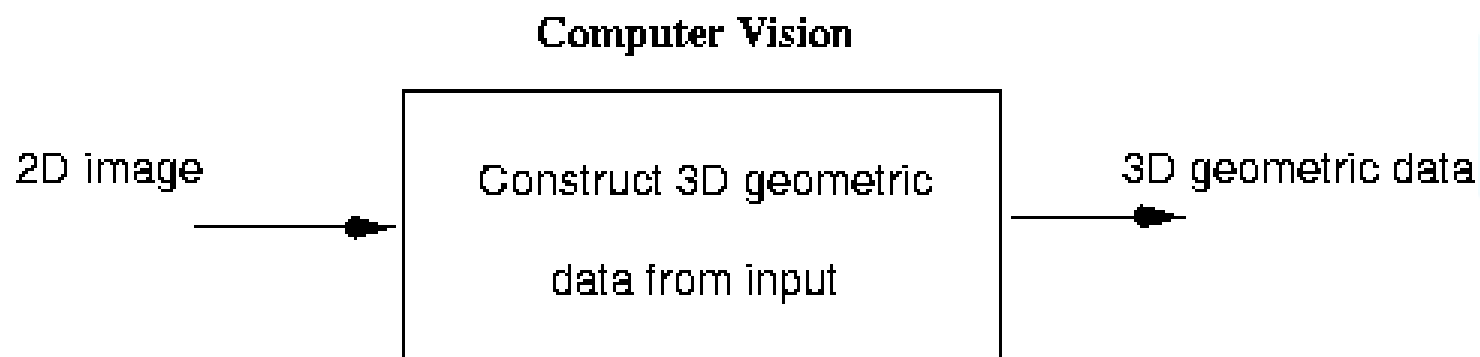 Computer Vision
2D image
Construct 3D geometric
data from input
3D geometric data